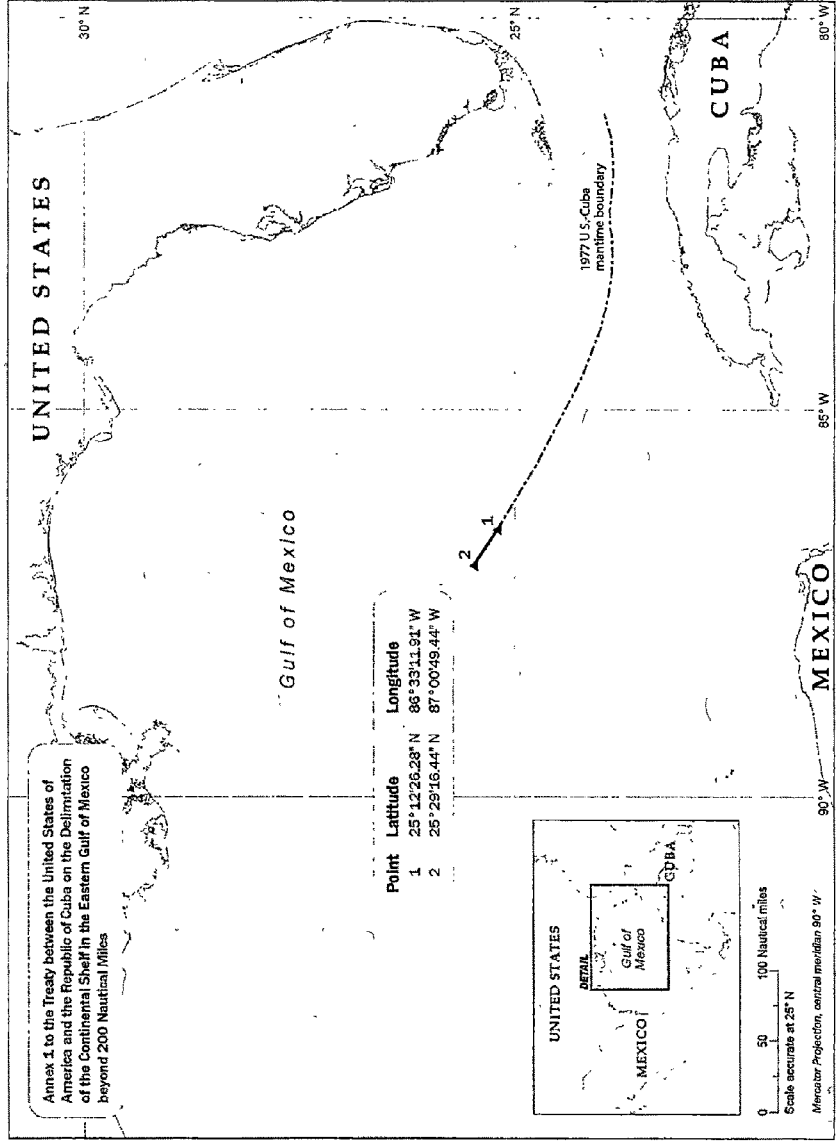 Annex 1 to the Treaty between the United States of
America and the Republic of Cuba on the Delimitation
of the Continental Shelf in the Eastern Gulf of Mexico
beyond 200 Nautical Miles
UNITED STATES
30° N
Gulf of Mexico
Point Latitude Longitude
1 25°12'26.28" N 86°33'11.91" W
2 25°29'16.44" N 87°00'49.44" W
2
1
25° N
1977 U.S.-Cuba
maritime boundary
CUBA
MEXICO
90° W
85° W
80° W
UNITED STATES
DETAIL
Gulf of
Mexico
MEXICO
CUBA
0 50 100 Nautical miles
Scale accurate at 25° N
Mercator Projection, central meridian 90° W